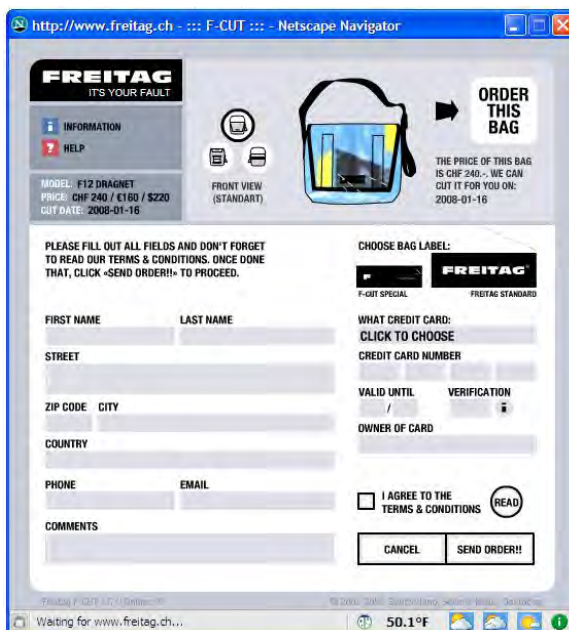 http://www.freitag.ch - ::: F-CUT ::: - Netscape Navigator
FREITAG
IT'S YOUR FAULT
INFORMATION
? HELP
MODEL: F12 DRAGNET
PRICE: CHF 240 / €160 / $220
CUT DATE: 2008-01-16
FRONT VIEW
(STANDART)
ORDER
THIS
BAG
THE PRICE OF THIS BAG
IS CHF 240.-. WE CAN
CUT IT FOR YOU ON:
2008-01-16
PLEASE FILL OUT ALL FIELDS AND DON'T FORGET
TO READ OUR TERMS & CONDITIONS. ONCE DONE
THAT, CLICK «SEND ORDER!!» TO PROCEED.
CHOOSE BAG LABEL:
F
FREITAG
F-CUT SPECIAL
FREITAG STANDARD
FIRST NAME
LAST NAME
STREET
ZIP CODE
CITY
COUNTRY
PHONE
EMAIL
COMMENTS
WHAT CREDIT CARD:
CLICK TO CHOOSE
CREDIT CARD NUMBER
VALID UNTIL
VERIFICATION
/
i
OWNER OF CARD
I AGREE TO THE
TERMS & CONDITIONS
READ
CANCEL
SEND ORDER!!
Waiting for www.freitag.ch...
50.1°F